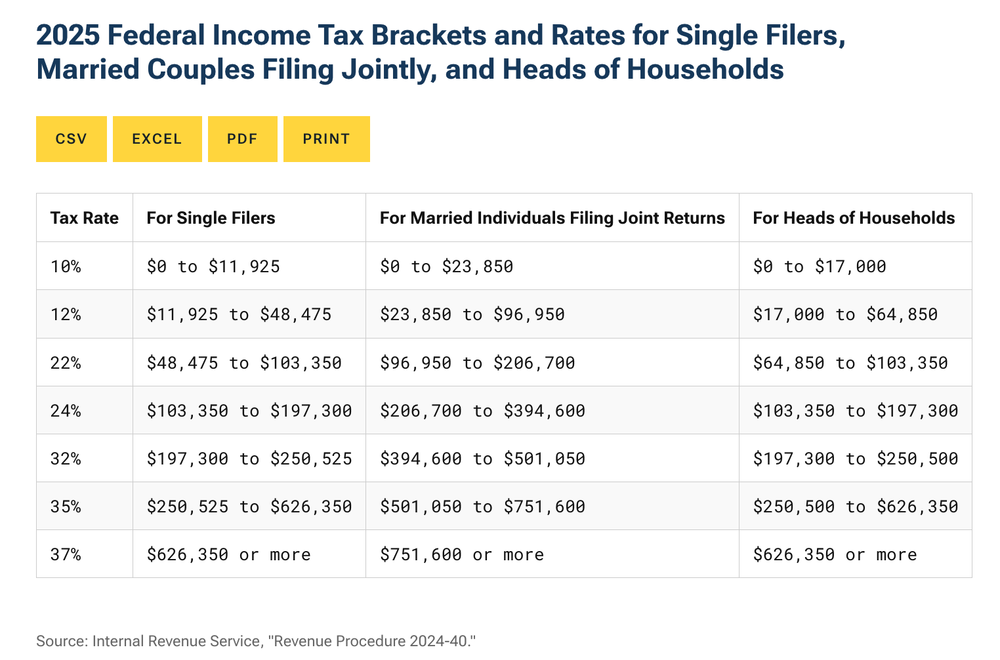 2025 Federal Income Tax Brackets and Rates for Single Filers,
Married Couples Filing Jointly, and Heads of Households
CSV EXCEL PDF PRINT
Tax Rate For Single Filers For Married Individuals Filing Joint Returns For Heads of Households
10% $0 to $11,925 $0 to $23,850 $0 to $17,000
12% $11,925 to $48,475 $23,850 to $96,950 $17,000 to $64,850
22% $48,475 to $103,350 $96,950 to $206,700 $64,850 to $103,350
24% $103,350 to $197,300 $206,700 to $394,600 $103,350 to $197,300
32% $197,300 to $250,525 $394,600 to $501,050 $197,300 to $250,500
35% $250,525 to $626,350 $501,050 to $751,600 $250,500 to $626,350
37% $626,350 or more $751,600 or more $626,350 or more
Source: Internal Revenue Service, "Revenue Procedure 2024-40."